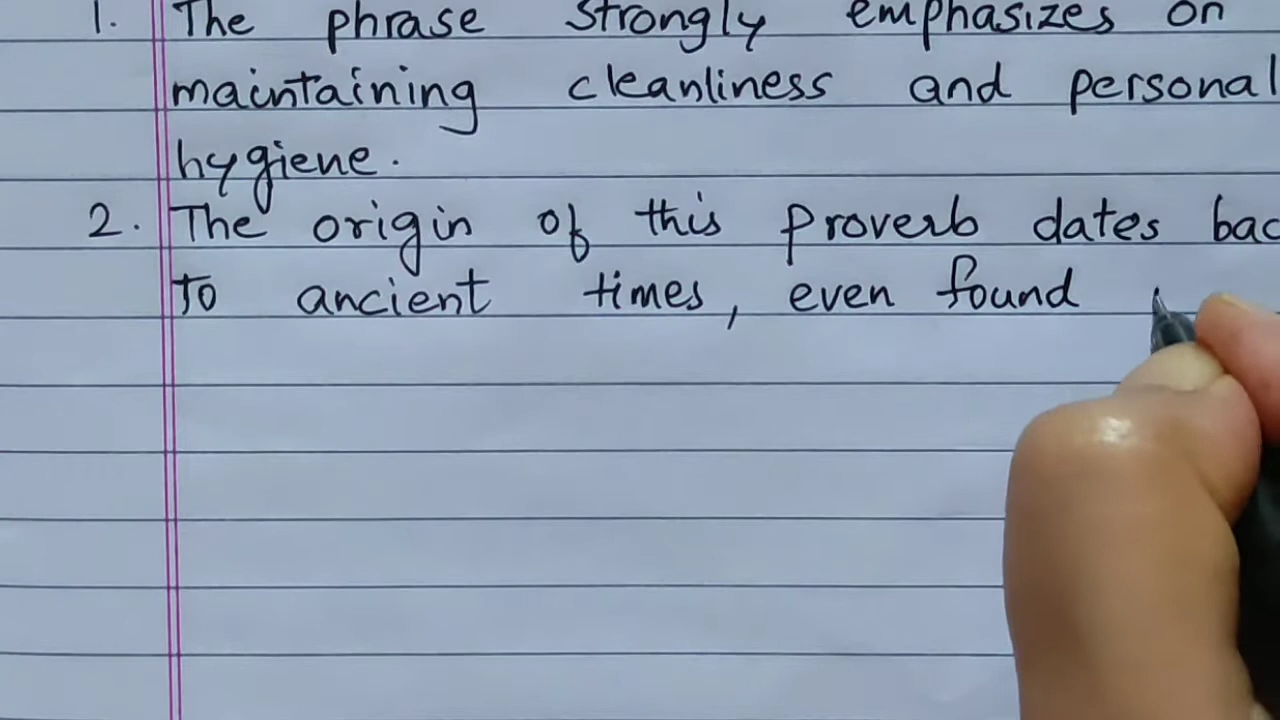 1. The phrase strongly emphasizes on
maintaining cleanliness and personal
hygiene.
2. The origin of this proverb dates bac
to ancient times, even found